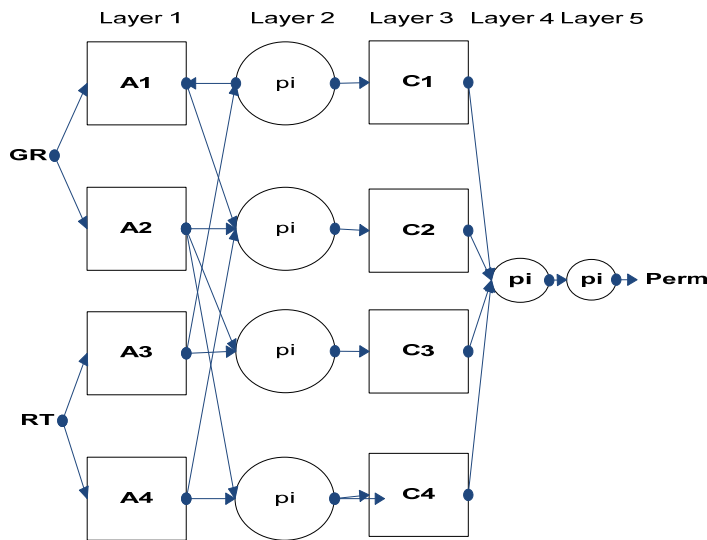 Layer 1 Layer 2 Layer 3 Layer 4 Layer 5
A1 pi C1
GR
A2 pi C2
pi pi Perm
A3 pi C3
RT
A4 pi C4